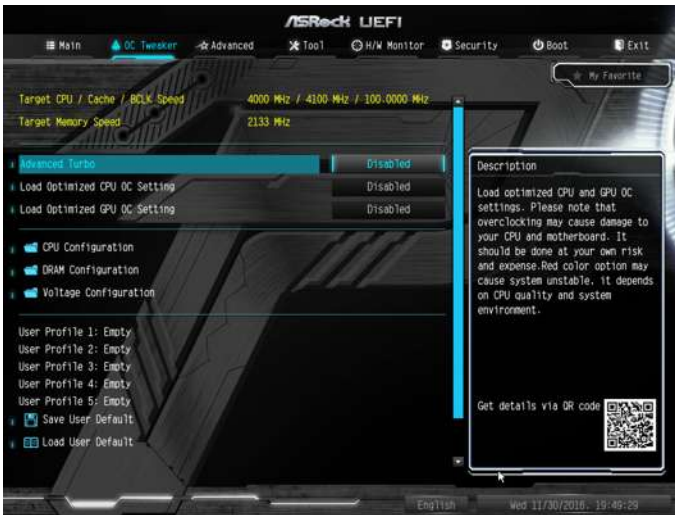 ASRock UEFI
Main OC Tweaker Advanced Tool H/W Monitor Security Boot Exit
My Favorite
Target CPU / Cache / BCLK Speed 4000 MHz / 4100 MHz / 100.0000 MHz
Target Memory Speed 2133 MHz
Advanced Turbo Disabled
Load Optimized CPU OC Setting Disabled
Load Optimized GPU OC Setting Disabled
CPU Configuration
DRAM Configuration
Voltage Configuration
User Profile 1: Empty
User Profile 2: Empty
User Profile 3: Empty
User Profile 4: Empty
User Profile 5: Empty
Save User Default
Load User Default
Description
Load optimized CPU and GPU OC
settings. Please note that
overclocking may cause damage to
your CPU and motherboard. It
should be done at your own risk
and expense.Red color option may
cause system unstable. it depends
on CPU quality and system
environment.
Get details via QR code
English Wed 11/30/2016. 19:49:29